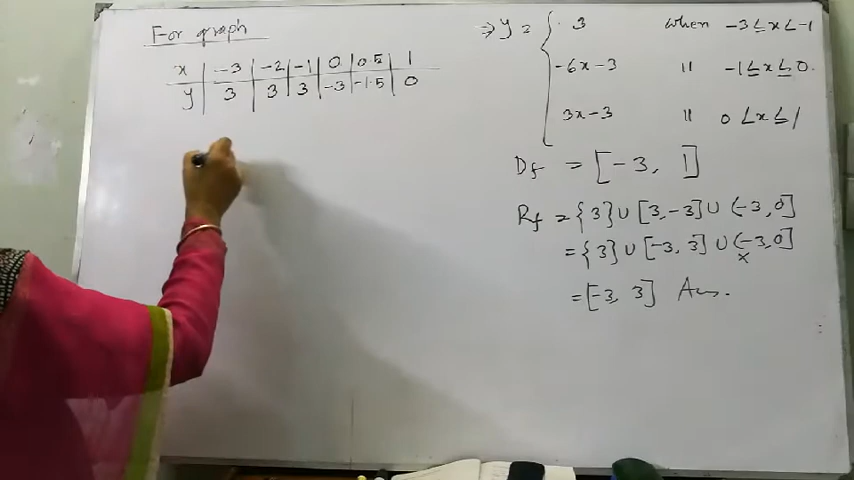 For graph
x | -3 | -2 | -1 | 0 | 0.5 | 1
y | 3 | 3 | 3 | -3 | -1.5 | 0
⇒ y = { 3 when -3 ≤ x < -1
-6x-3 〃 -1 ≤ x ≤ 0.
3x-3 〃 0 < x ≤ 1
Df = [-3, 1]
Rf = {3} ∪ [3,-3] ∪ (-3,0]
= {3} ∪ [-3, 3] ∪ (-3,0]
x
= [-3, 3] Ans.